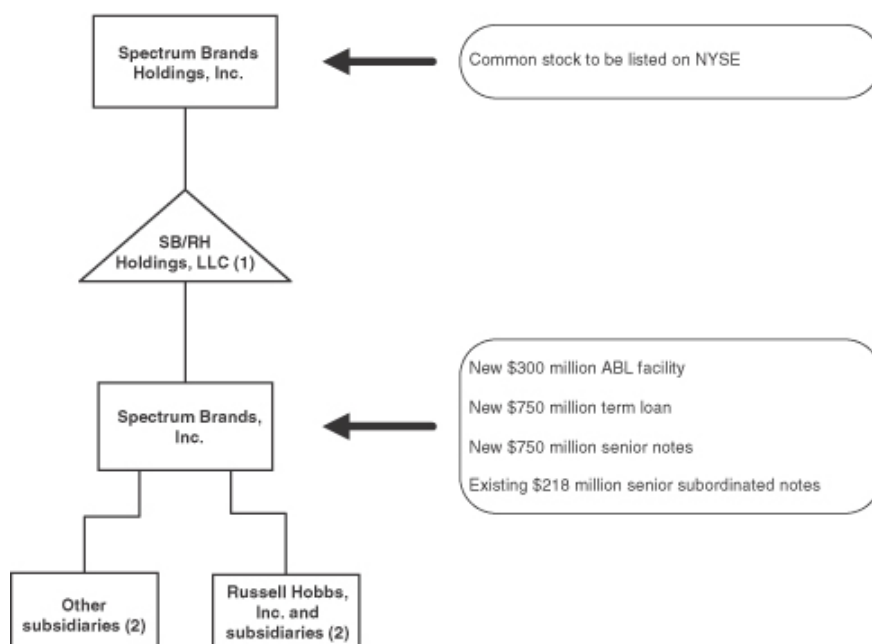 Spectrum Brands
Holdings, Inc.
Common stock to be listed on NYSE
SB/RH
Holdings, LLC (1)
Spectrum Brands,
Inc.
New $300 million ABL facility
New $750 million term loan
New $750 million senior notes
Existing $218 million senior subordinated notes
Other
subsidiaries (2)
Russell Hobbs,
Inc. and
subsidiaries (2)